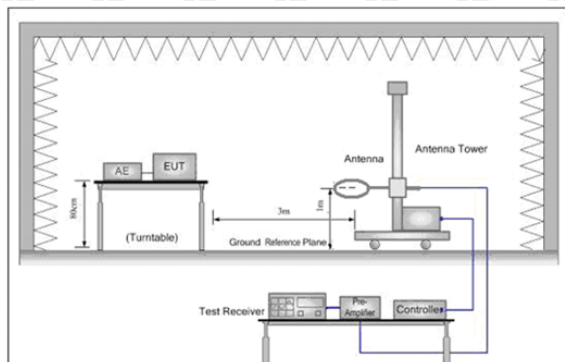 Antenna
Antenna Tower
AE
EUT
80cm
(Turntable)
3m
1m
Ground Reference Plane
Test Receiver
Pre-
Amplifier
Controller